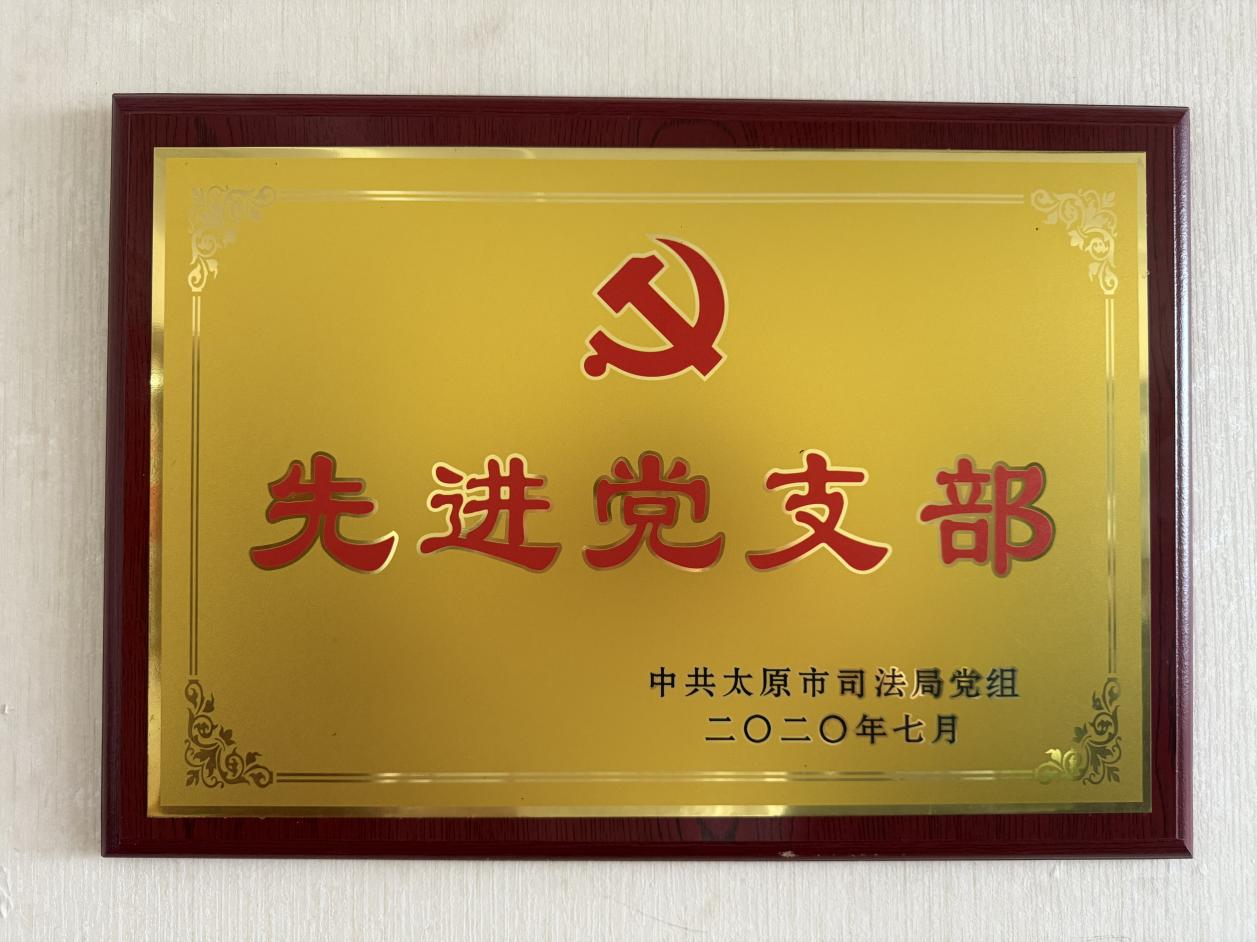 先进党支部
中共太原市司法局党组
二〇二〇年七月